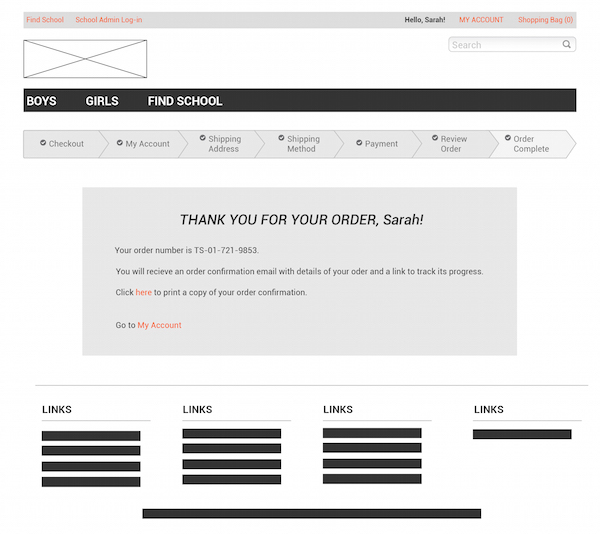 Find School School Admin Log-in Hello, Sarah! MY ACCOUNT Shopping Bag (0)
Search
BOYS GIRLS FIND SCHOOL
Checkout
My Account
Shipping
Address
Shipping
Method
Payment
Review
Order
Order
Complete
THANK YOU FOR YOUR ORDER, Sarah!
Your order number is TS-01-721-9853.
You will recieve an order confirmation email with details of your oder and a link to track its progress.
Click here to print a copy of your order confirmation.
Go to My Account
LINKS LINKS LINKS LINKS